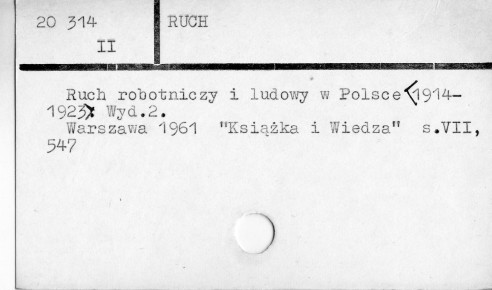 20 314 RUCH
II
Ruch robotniczy i ludowy w Polsce <1914-
1923> Wyd.2.
Warszawa 1961 "Książka i Wiedza" s.VII,
547